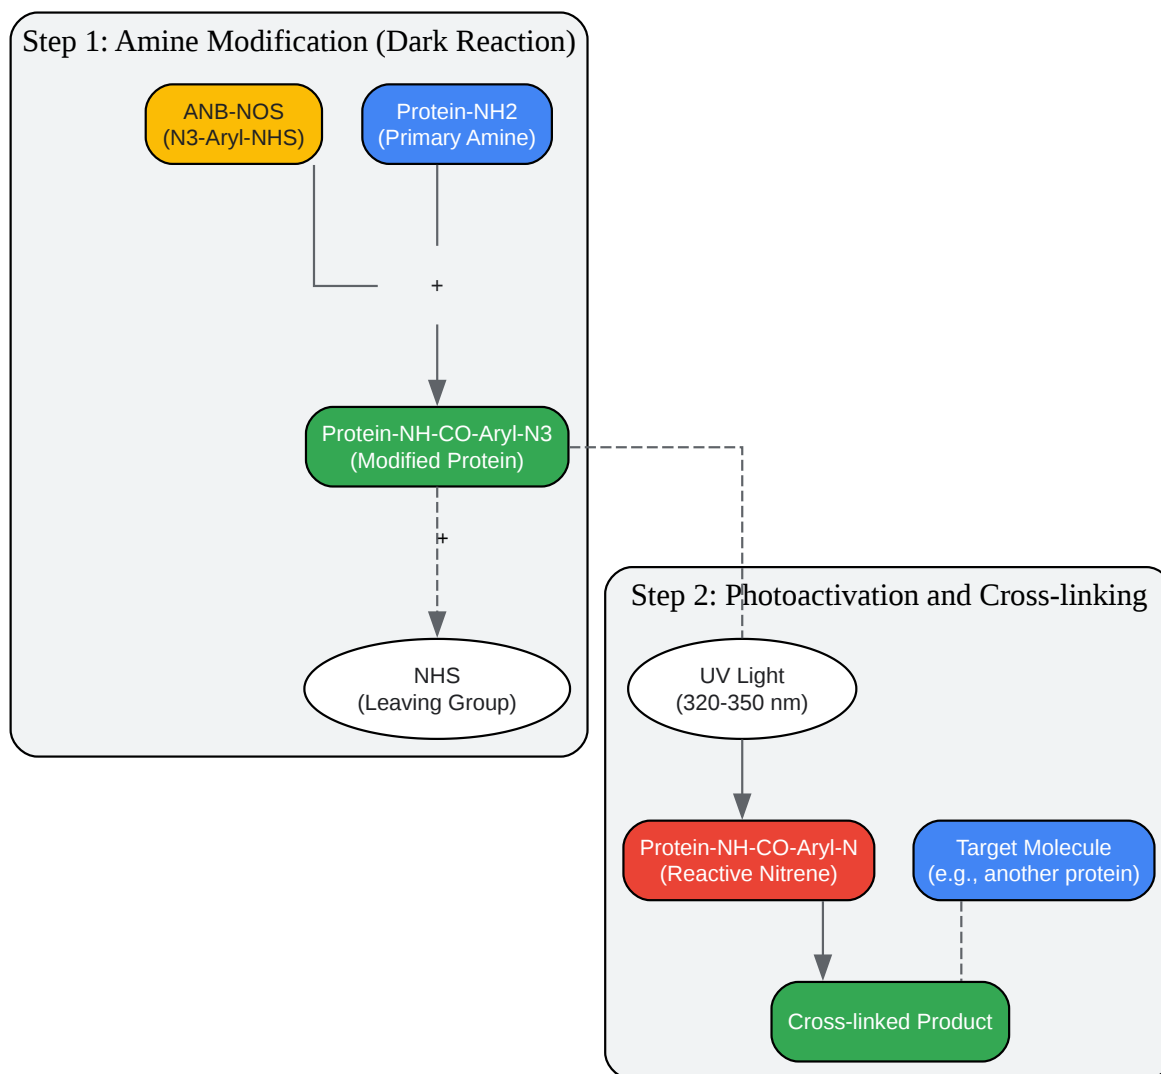 Step 1: Amine Modification (Dark Reaction)
ANB-NOS
(N3-Aryl-NHS)
Protein-NH2
(Primary Amine)
+
Protein-NH-CO-Aryl-N3
(Modified Protein)
+
NHS
(Leaving Group)
Step 2: Photoactivation and Cross-linking
UV Light
(320-350 nm)
Protein-NH-CO-Aryl-N
(Reactive Nitrene)
Target Molecule
(e.g., another protein)
Cross-linked Product